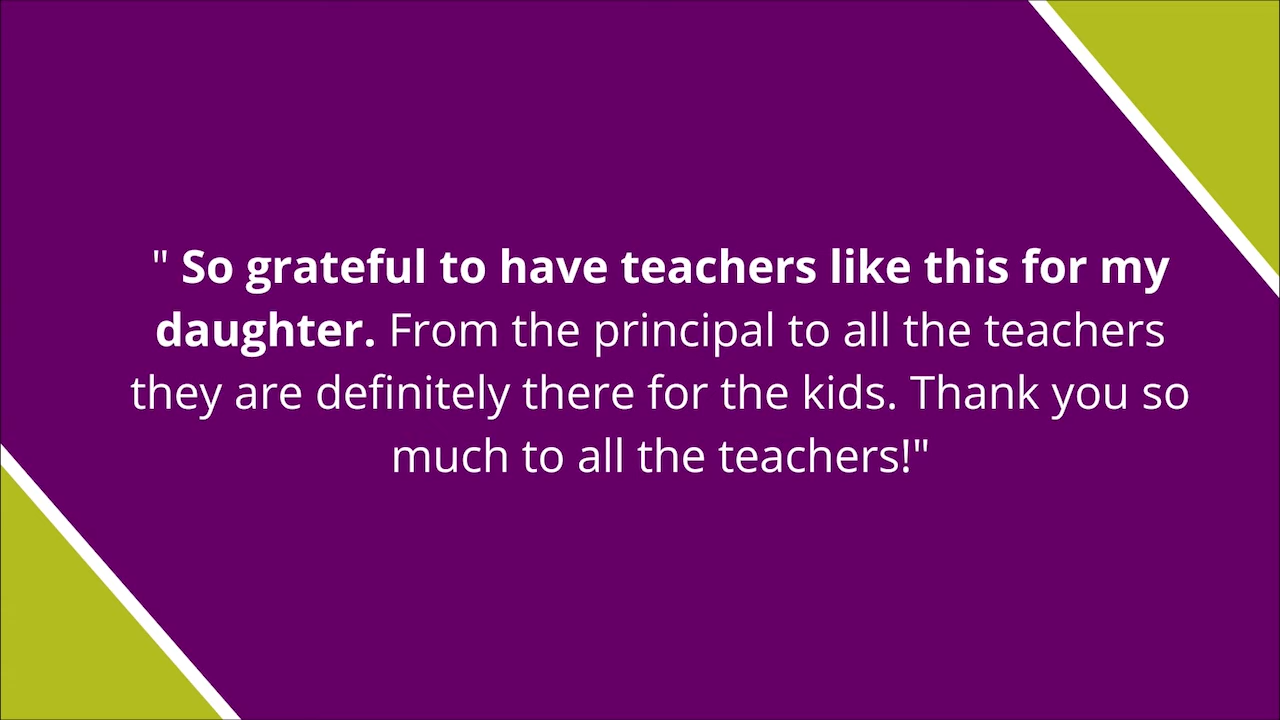 " So grateful to have teachers like this for my
daughter. From the principal to all the teachers
they are definitely there for the kids. Thank you so
much to all the teachers!"